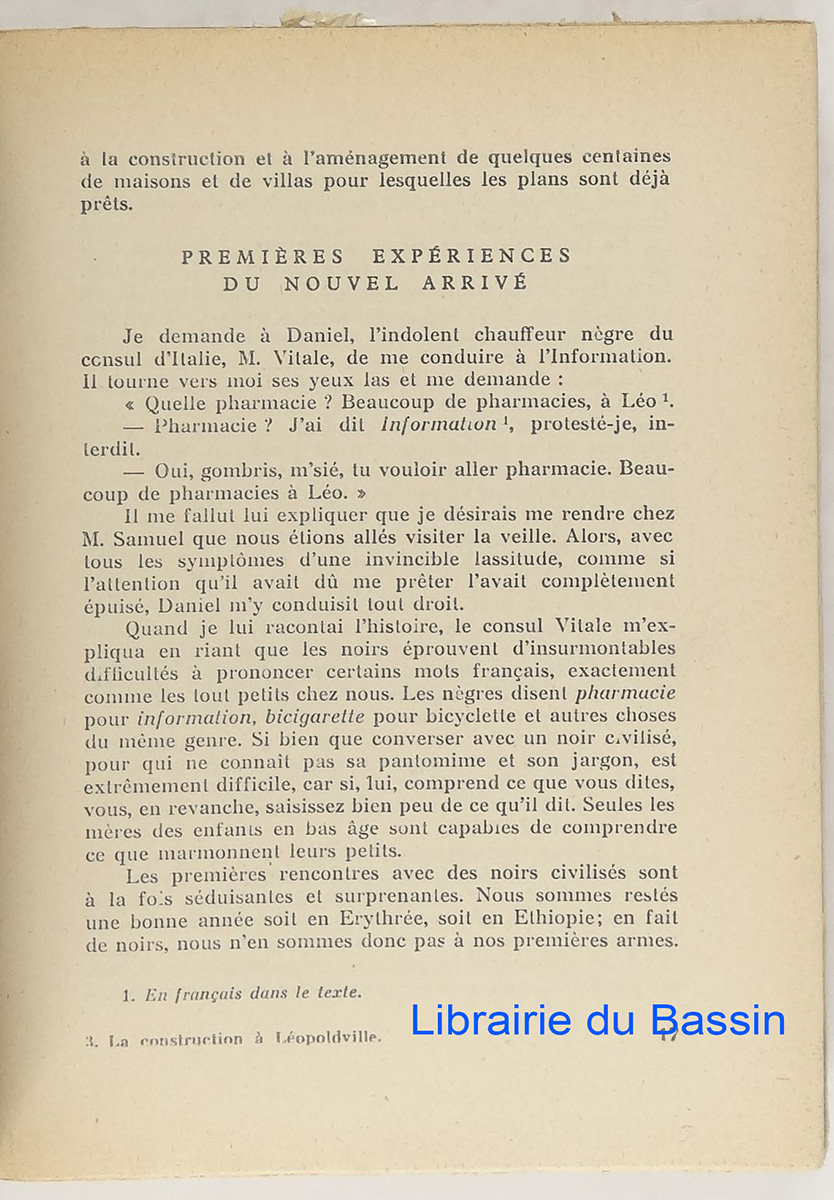 à la construction et à l'aménagement de quelques centaines
de maisons et de villas pour lesquelles les plans sont déjà
prêts.
PREMIÈRES EXPÉRIENCES
DU NOUVEL ARRIVÉ
Je demande à Daniel, l'indolent chauffeur nègre du
consul d'Italie, M. Vitale, de me conduire à l'Information.
Il tourne vers moi ses yeux las et me demande :
« Quelle pharmacie ? Beaucoup de pharmacies, à Léo ¹.
— Pharmacie ? J'ai dit Information ¹, protesté-je, in-
terdit.
— Oui, gombris, m'sié, tu vouloir aller pharmacie. Beau-
coup de pharmacies à Léo. »
Il me fallut lui expliquer que je désirais me rendre chez
M. Samuel que nous étions allés visiter la veille. Alors, avec
tous les symptômes d'une invincible lassitude, comme si
l'attention qu'il avait dû me prêter l'avait complètement
épuisé, Daniel m'y conduisit tout droit.
Quand je lui racontai l'histoire, le consul Vitale m'ex-
pliqua en riant que les noirs éprouvent d'insurmontables
difficultés à prononcer certains mots français, exactement
comme les tout petits chez nous. Les nègres disent pharmacie
pour information, bicigarette pour bicyclette et autres choses
du même genre. Si bien que converser avec un noir civilisé,
pour qui ne connaît pas sa pantomime et son jargon, est
extrêmement difficile, car si, lui, comprend ce que vous dites,
vous, en revanche, saisissez bien peu de ce qu'il dit. Seules les
mères des enfants en bas âge sont capables de comprendre
ce que marmonnent leurs petits.
Les premières rencontres avec des noirs civilisés sont
à la fois séduisantes et surprenantes. Nous sommes restés
une bonne année soit en Erythrée, soit en Ethiopie; en fait
de noirs, nous n'en sommes donc pas à nos premières armes.
1. En français dans le texte.
3. La construction à Léopoldville.
Librairie du Bassin